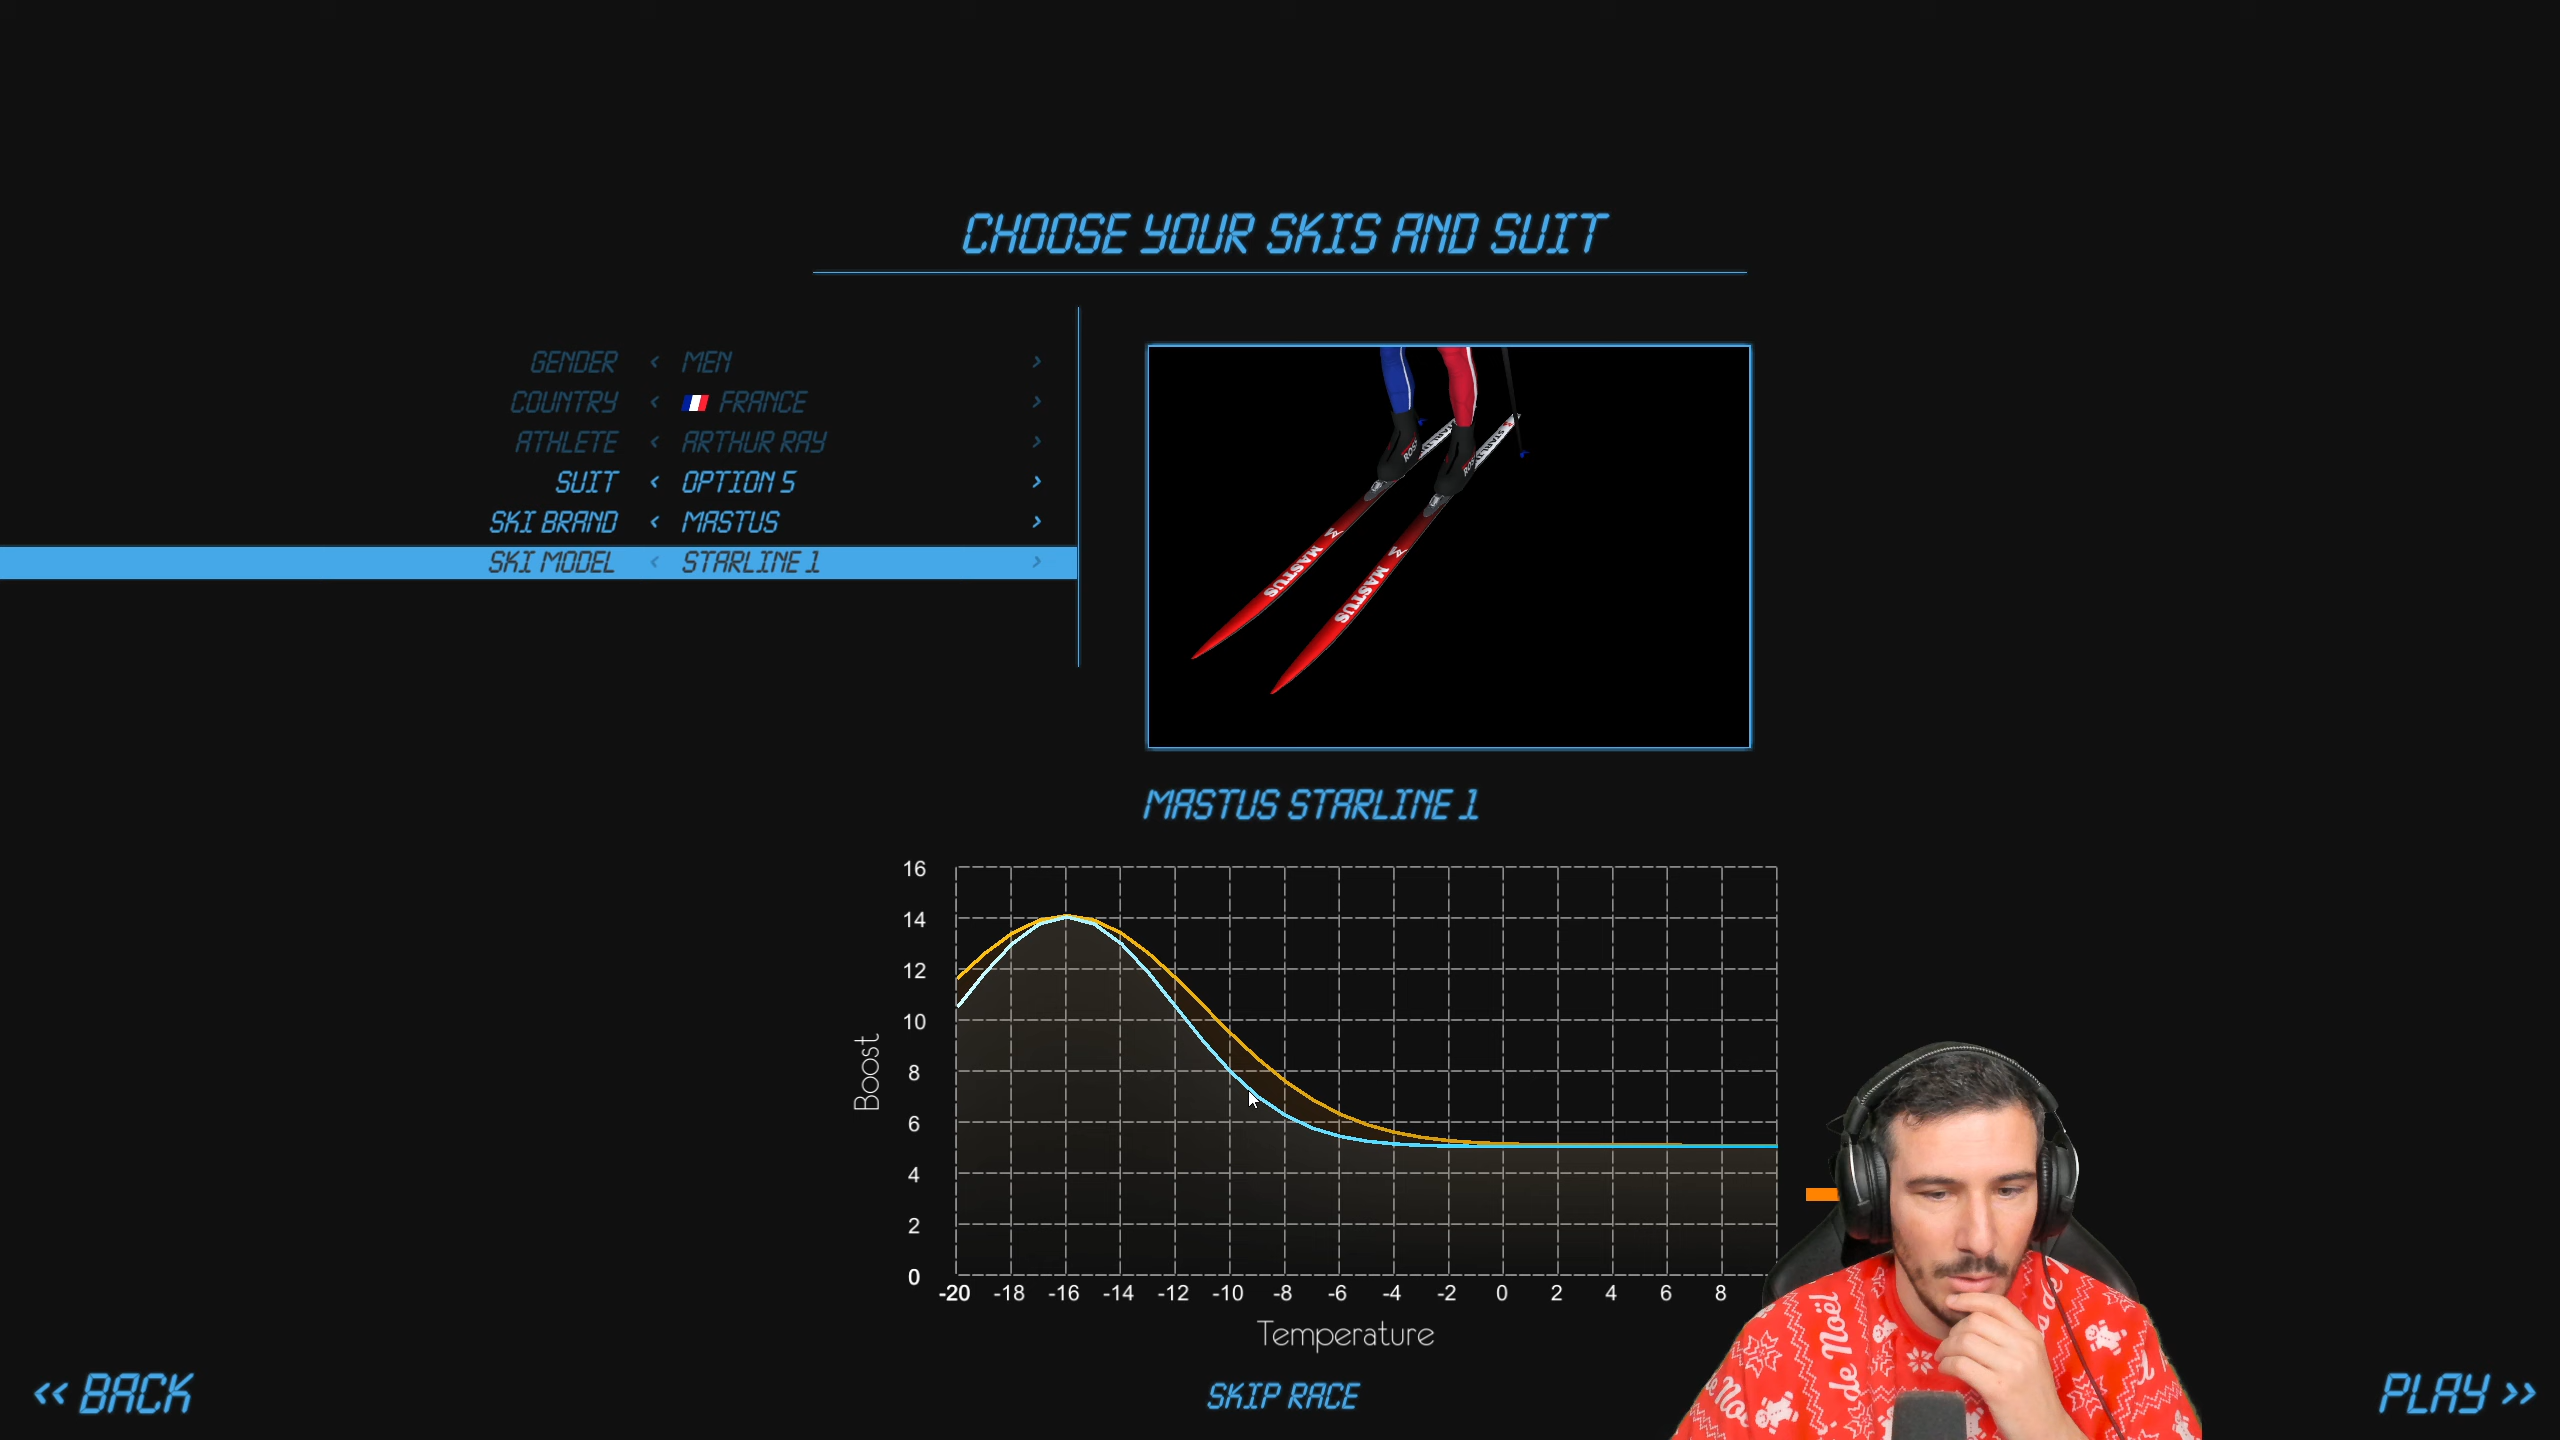 CHOOSE YOUR SKIS AND SUIT
GENDER < MEN >
COUNTRY < FRANCE >
ATHLETE < ARTHUR RAY >
SUIT < OPTION 5 >
SKI BRAND < MASTUS >
SKI MODEL < STARLINE 1 >
MASTUS
MASTUS
MASTUS STARLINE 1
16
14
12
10
8
6
4
2
0
Boost
-20 -18 -16 -14 -12 -10 -8 -6 -4 -2 0 2 4 6 8
Temperature
de Noël
<< BACK
SKIP RACE
PLAY >>